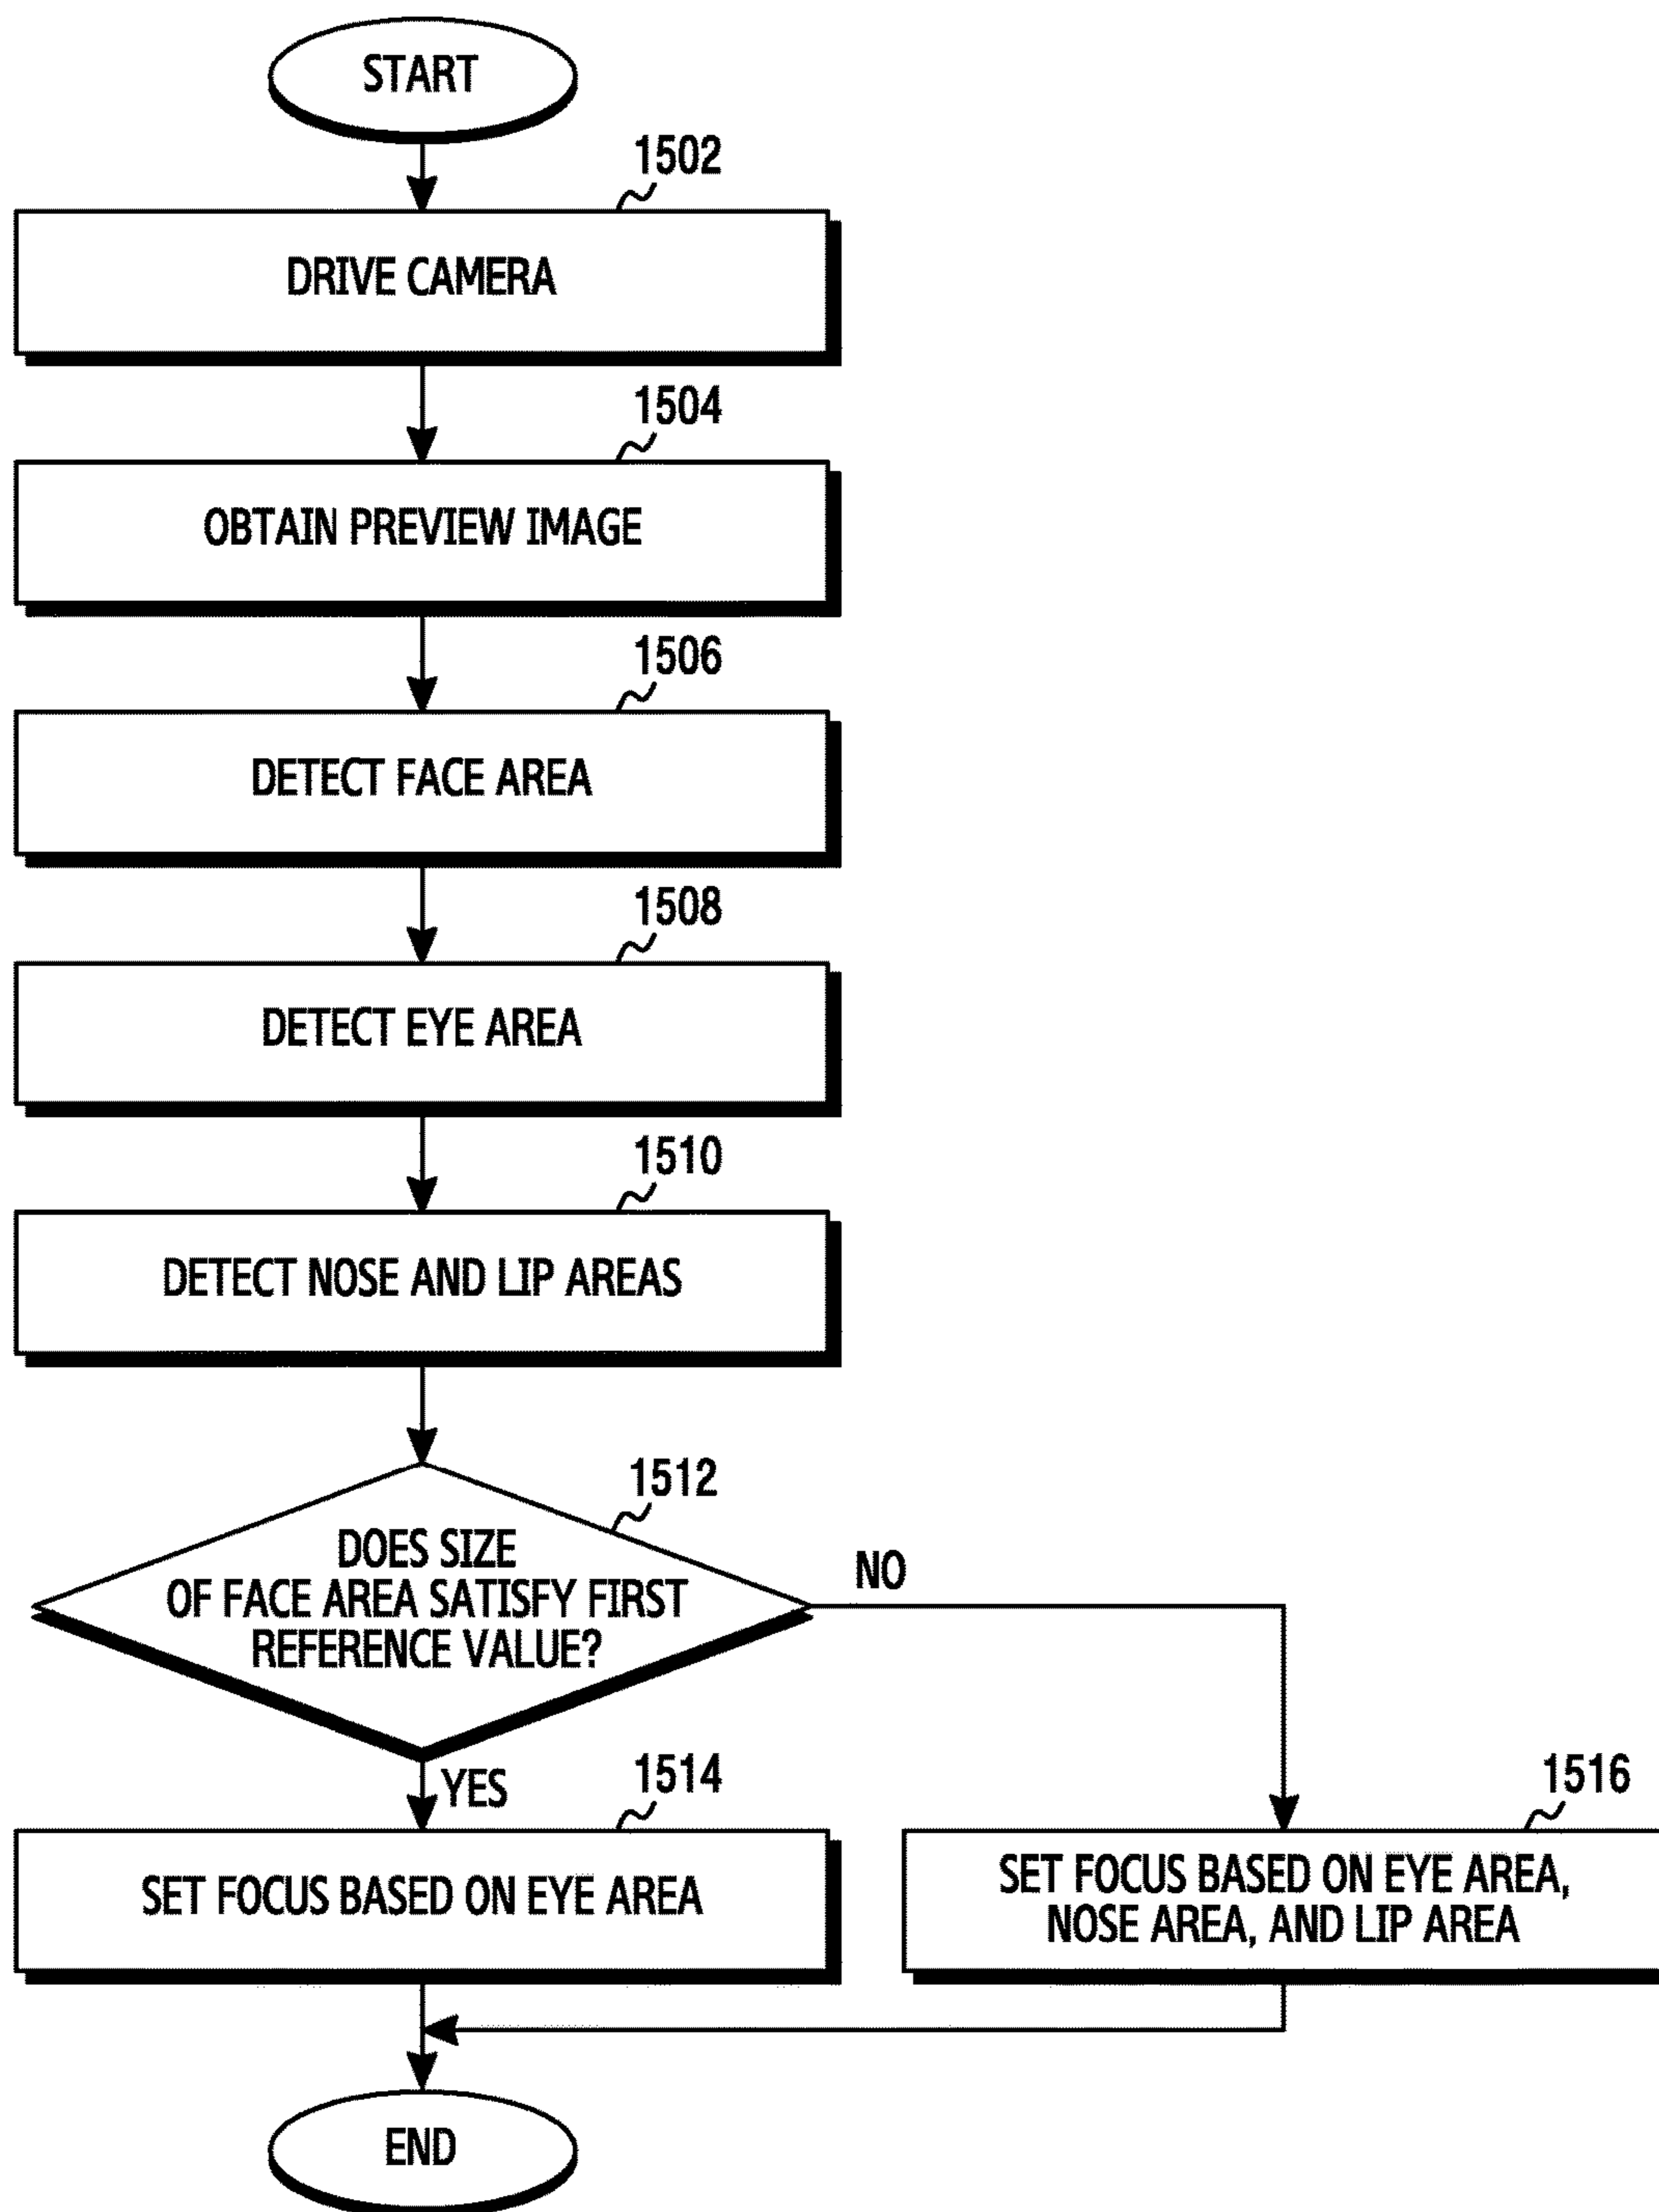 START
1502
DRIVE CAMERA
1504
OBTAIN PREVIEW IMAGE
1506
DETECT FACE AREA
1508
DETECT EYE AREA
1510
DETECT NOSE AND LIP AREAS
1512
DOES SIZE
OF FACE AREA SATISFY FIRST
REFERENCE VALUE?
NO
YES
1514
SET FOCUS BASED ON EYE AREA
1516
SET FOCUS BASED ON EYE AREA,
NOSE AREA, AND LIP AREA
END